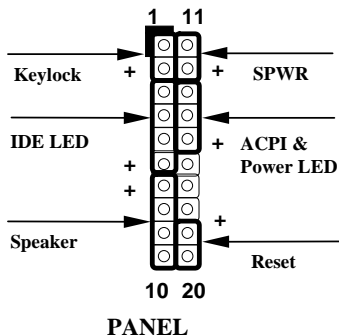 1 11
Keylock + + SPWR
IDE LED + ACPI &
Power LED
+
+
+
Speaker
Reset
10 20
PANEL